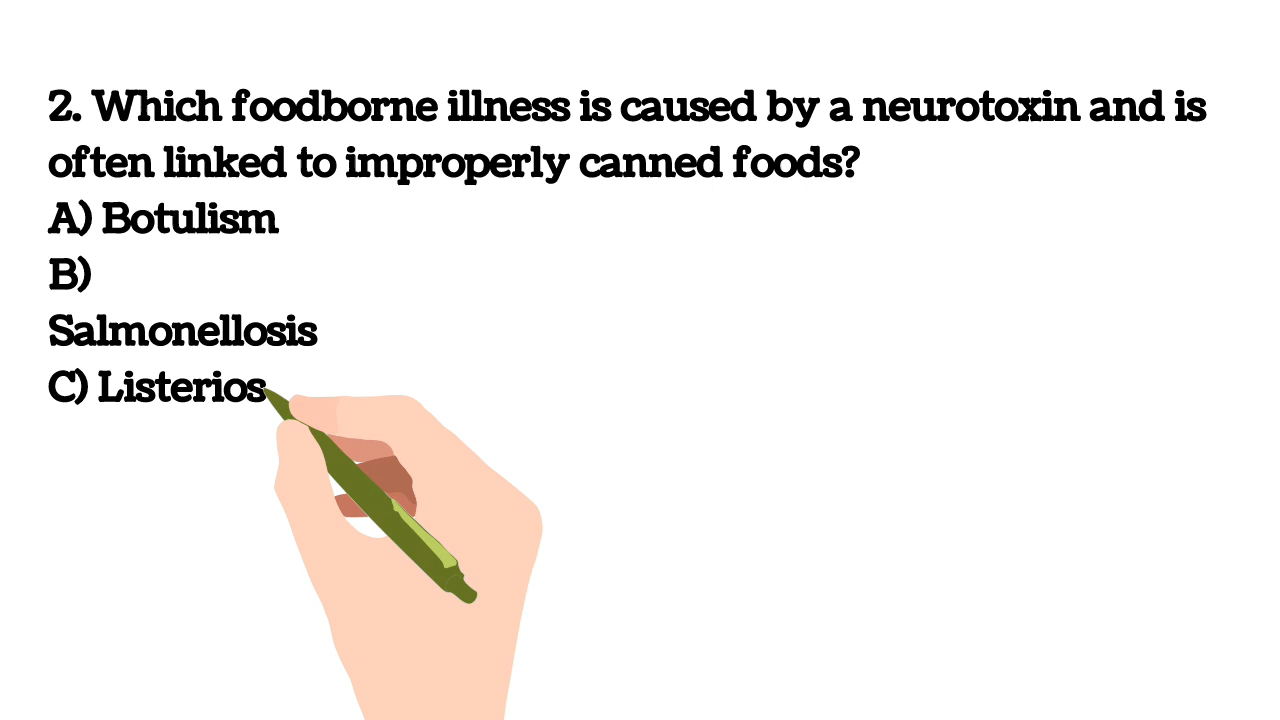 2. Which foodborne illness is caused by a neurotoxin and is
often linked to improperly canned foods?
A) Botulism
B)
Salmonellosis
C) Listerios